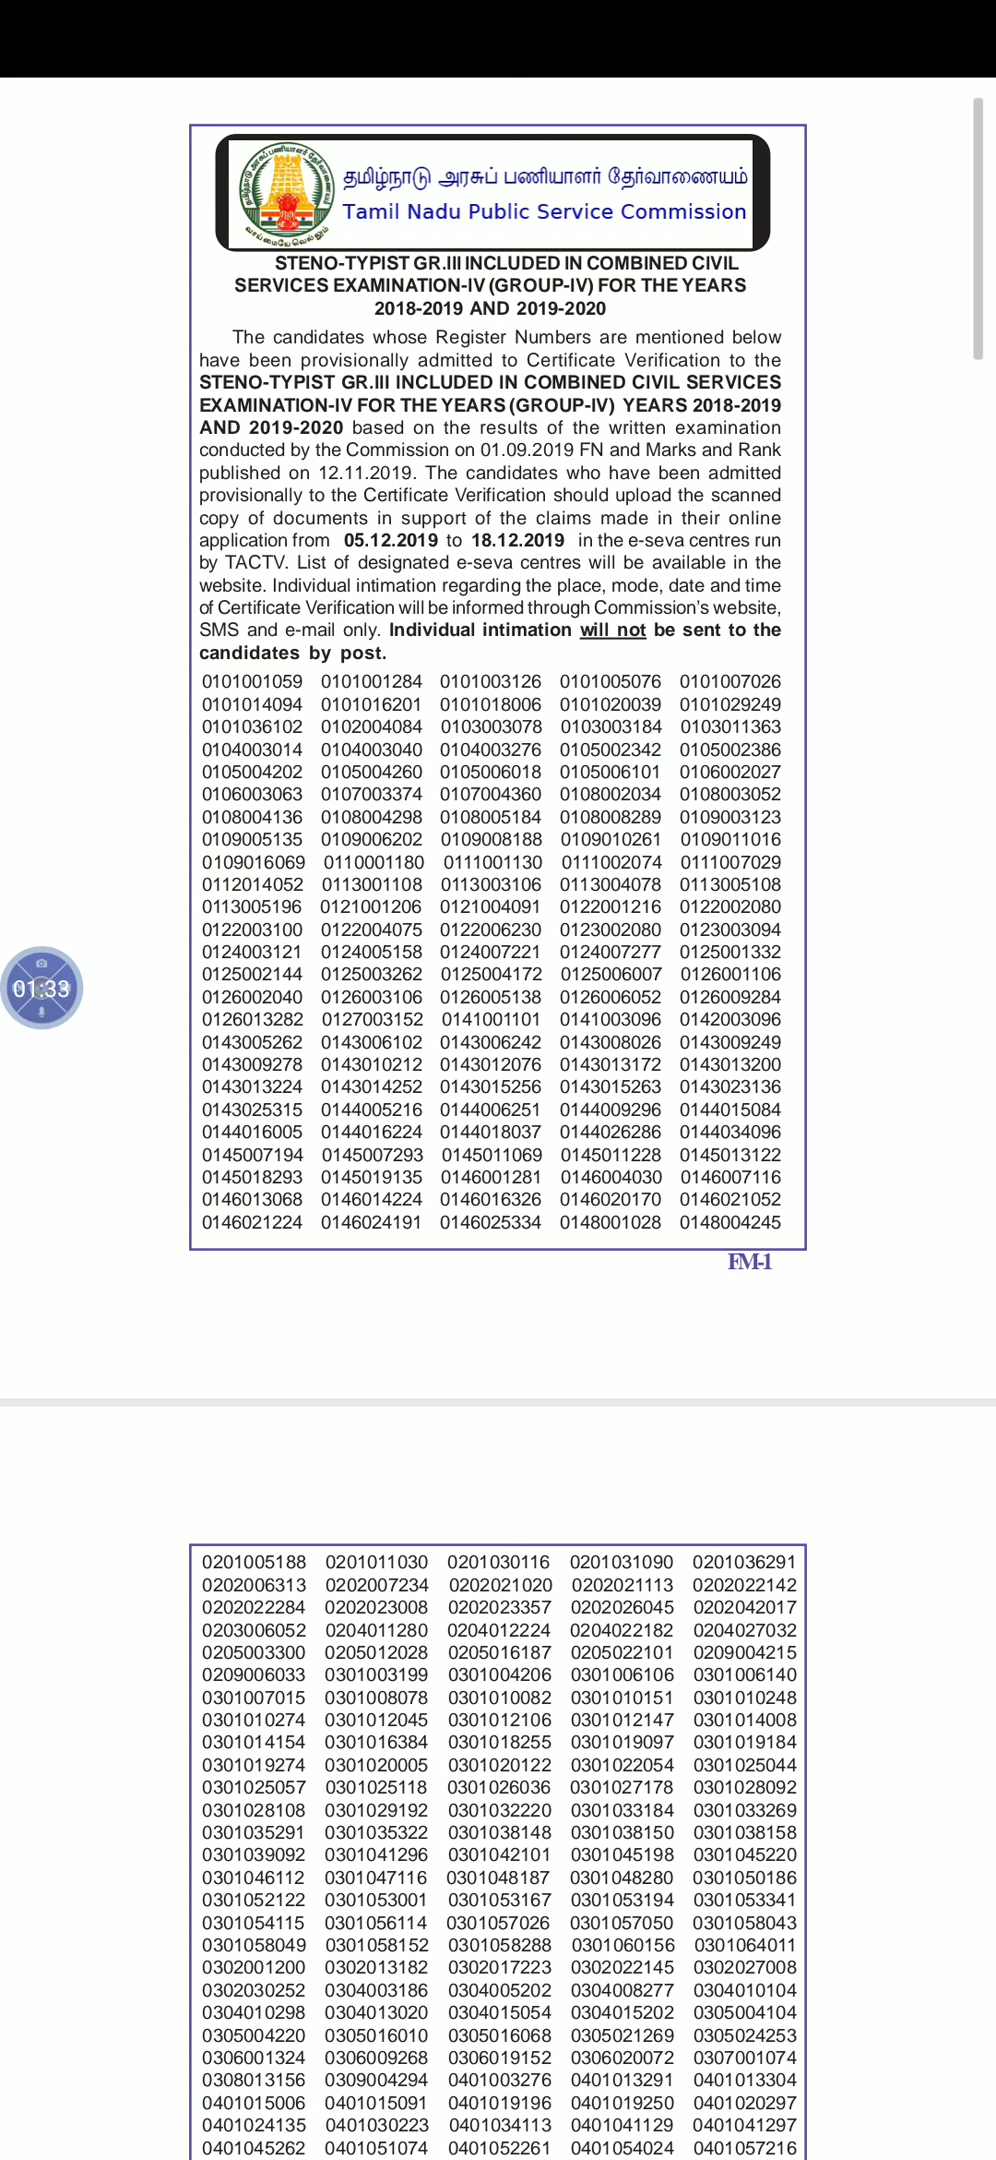 தமிழ்நாடு அரசுப் பணியாளர் தேர்வாணையம்
Tamil Nadu Public Service Commission
STENO-TYPIST GR.III INCLUDED IN COMBINED CIVIL
SERVICES EXAMINATION-IV (GROUP-IV) FOR THE YEARS
2018-2019 AND 2019-2020
The candidates whose Register Numbers are mentioned below
have been provisionally admitted to Certificate Verification to the
STENO-TYPIST GR.III INCLUDED IN COMBINED CIVIL SERVICES
EXAMINATION-IV FOR THE YEARS (GROUP-IV) YEARS 2018-2019
AND 2019-2020 based on the results of the written examination
conducted by the Commission on 01.09.2019 FN and Marks and Rank
published on 12.11.2019. The candidates who have been admitted
provisionally to the Certificate Verification should upload the scanned
copy of documents in support of the claims made in their online
application from 05.12.2019 to 18.12.2019 in the e-seva centres run
by TACTV. List of designated e-seva centres will be available in the
website. Individual intimation regarding the place, mode, date and time
of Certificate Verification will be informed through Commission's website,
SMS and e-mail only. Individual intimation will not be sent to the
candidates by post.
0101001059 0101001284 0101003126 0101005076 0101007026
0101014094 0101016201 0101018006 0101020039 0101029249
0101036102 0102004084 0103003078 0103003184 0103011363
0104003014 0104003040 0104003276 0105002342 0105002386
0105004202 0105004260 0105006018 0105006101 0106002027
0106003063 0107003374 0107004360 0108002034 0108003052
0108004136 0108004298 0108005184 0108008289 0109003123
0109005135 0109006202 0109008188 0109010261 0109011016
0109016069 0110001180 0111001130 0111002074 0111007029
0112014052 0113001108 0113003106 0113004078 0113005108
0113005196 0121001206 0121004091 0122001216 0122002080
0122003100 0122004075 0122006230 0123002080 0123003094
0124003121 0124005158 0124007221 0124007277 0125001332
0125002144 0125003262 0125004172 0125006007 0126001106
0126002040 0126003106 0126005138 0126006052 0126009284
0126013282 0127003152 0141001101 0141003096 0142003096
0143005262 0143006102 0143006242 0143008026 0143009249
0143009278 0143010212 0143012076 0143013172 0143013200
0143013224 0143014252 0143015256 0143015263 0143023136
0143025315 0144005216 0144006251 0144009296 0144015084
0144016005 0144016224 0144018037 0144026286 0144034096
0145007194 0145007293 0145011069 0145011228 0145013122
0145018293 0145019135 0146001281 0146004030 0146007116
0146013068 0146014224 0146016326 0146020170 0146021052
0146021224 0146024191 0146025334 0148001028 0148004245
FM-1
01:33
0201005188 0201011030 0201030116 0201031090 0201036291
0202006313 0202007234 0202021020 0202021113 0202022142
0202022284 0202023008 0202023357 0202026045 0202042017
0203006052 0204011280 0204012224 0204022182 0204027032
0205003300 0205012028 0205016187 0205022101 0209004215
0209006033 0301003199 0301004206 0301006106 0301006140
0301007015 0301008078 0301010082 0301010151 0301010248
0301010274 0301012045 0301012106 0301012147 0301014008
0301014154 0301016384 0301018255 0301019097 0301019184
0301019274 0301020005 0301020122 0301022054 0301025044
0301025057 0301025118 0301026036 0301027178 0301028092
0301028108 0301029192 0301032220 0301033184 0301033269
0301035291 0301035322 0301038148 0301038150 0301038158
0301039092 0301041296 0301042101 0301045198 0301045220
0301046112 0301047116 0301048187 0301048280 0301050186
0301052122 0301053001 0301053167 0301053194 0301053341
0301054115 0301056114 0301057026 0301057050 0301058043
0301058049 0301058152 0301058288 0301060156 0301064011
0302001200 0302013182 0302017223 0302022145 0302027008
0302030252 0304003186 0304005202 0304008277 0304010104
0304010298 0304013020 0304015054 0304015202 0305004104
0305004220 0305016010 0305016068 0305021269 0305024253
0306001324 0306009268 0306019152 0306020072 0307001074
0308013156 0309004294 0401003276 0401013291 0401013304
0401015006 0401015091 0401019196 0401019250 0401020297
0401024135 0401030223 0401034113 0401041129 0401041297
0401045262 0401051074 0401052261 0401054024 0401057216